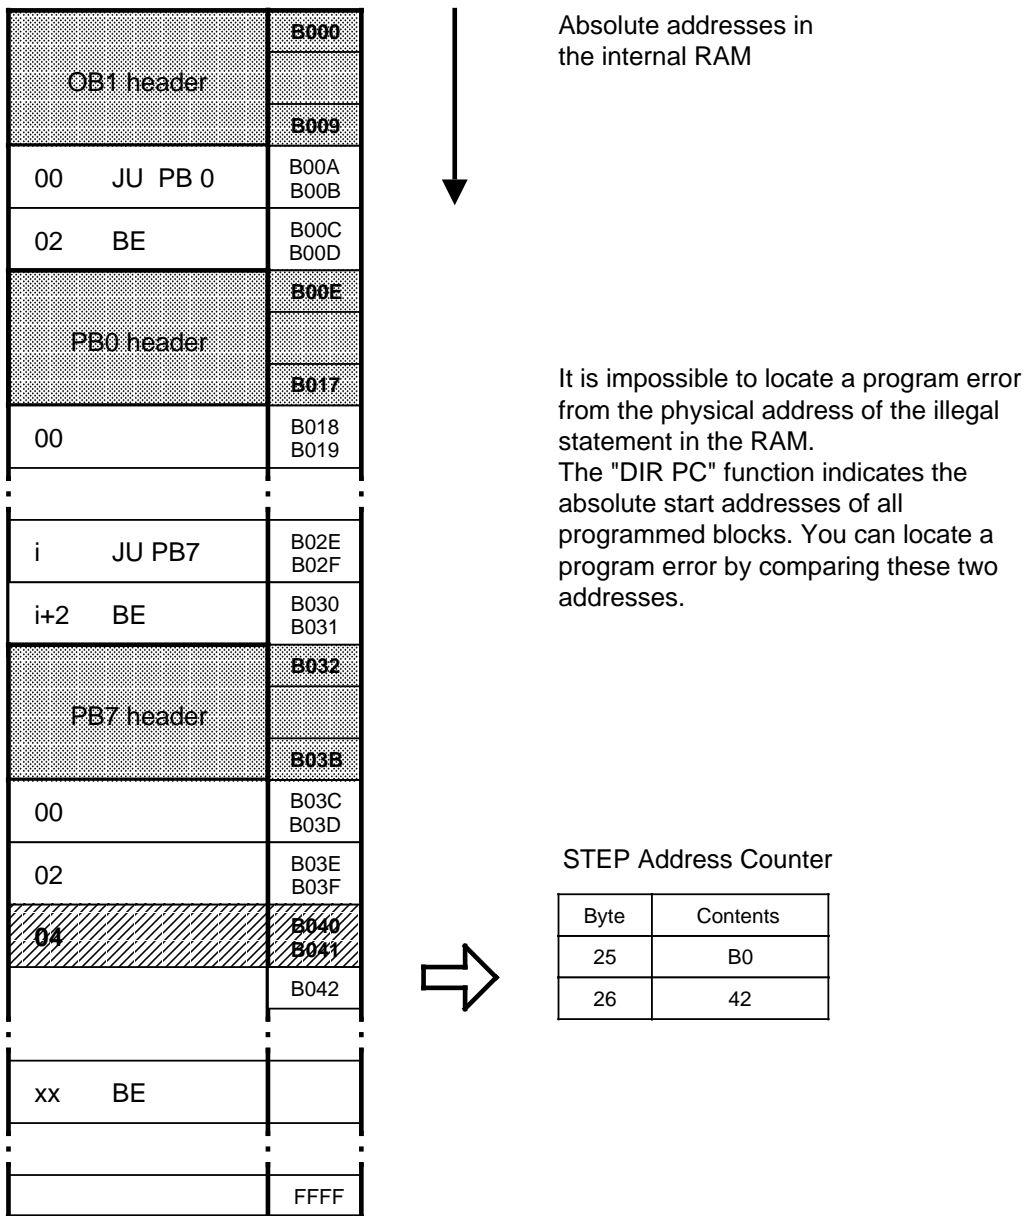 B000
OB1 header
B009
00 JU PB 0 B00A
B00B
02 BE B00C
B00D
B00E
PB0 header
B017
00 B018
B019
i JU PB7 B02E
B02F
i+2 BE B030
B031
B032
PB7 header
B03B
00 B03C
B03D
02 B03E
B03F
04 B040
B041
B042
xx BE
FFFF
Absolute addresses in
the internal RAM
It is impossible to locate a program error
from the physical address of the illegal
statement in the RAM.
The "DIR PC" function indicates the
absolute start addresses of all
programmed blocks. You can locate a
program error by comparing these two
addresses.
STEP Address Counter
Byte Contents
25 B0
26 42